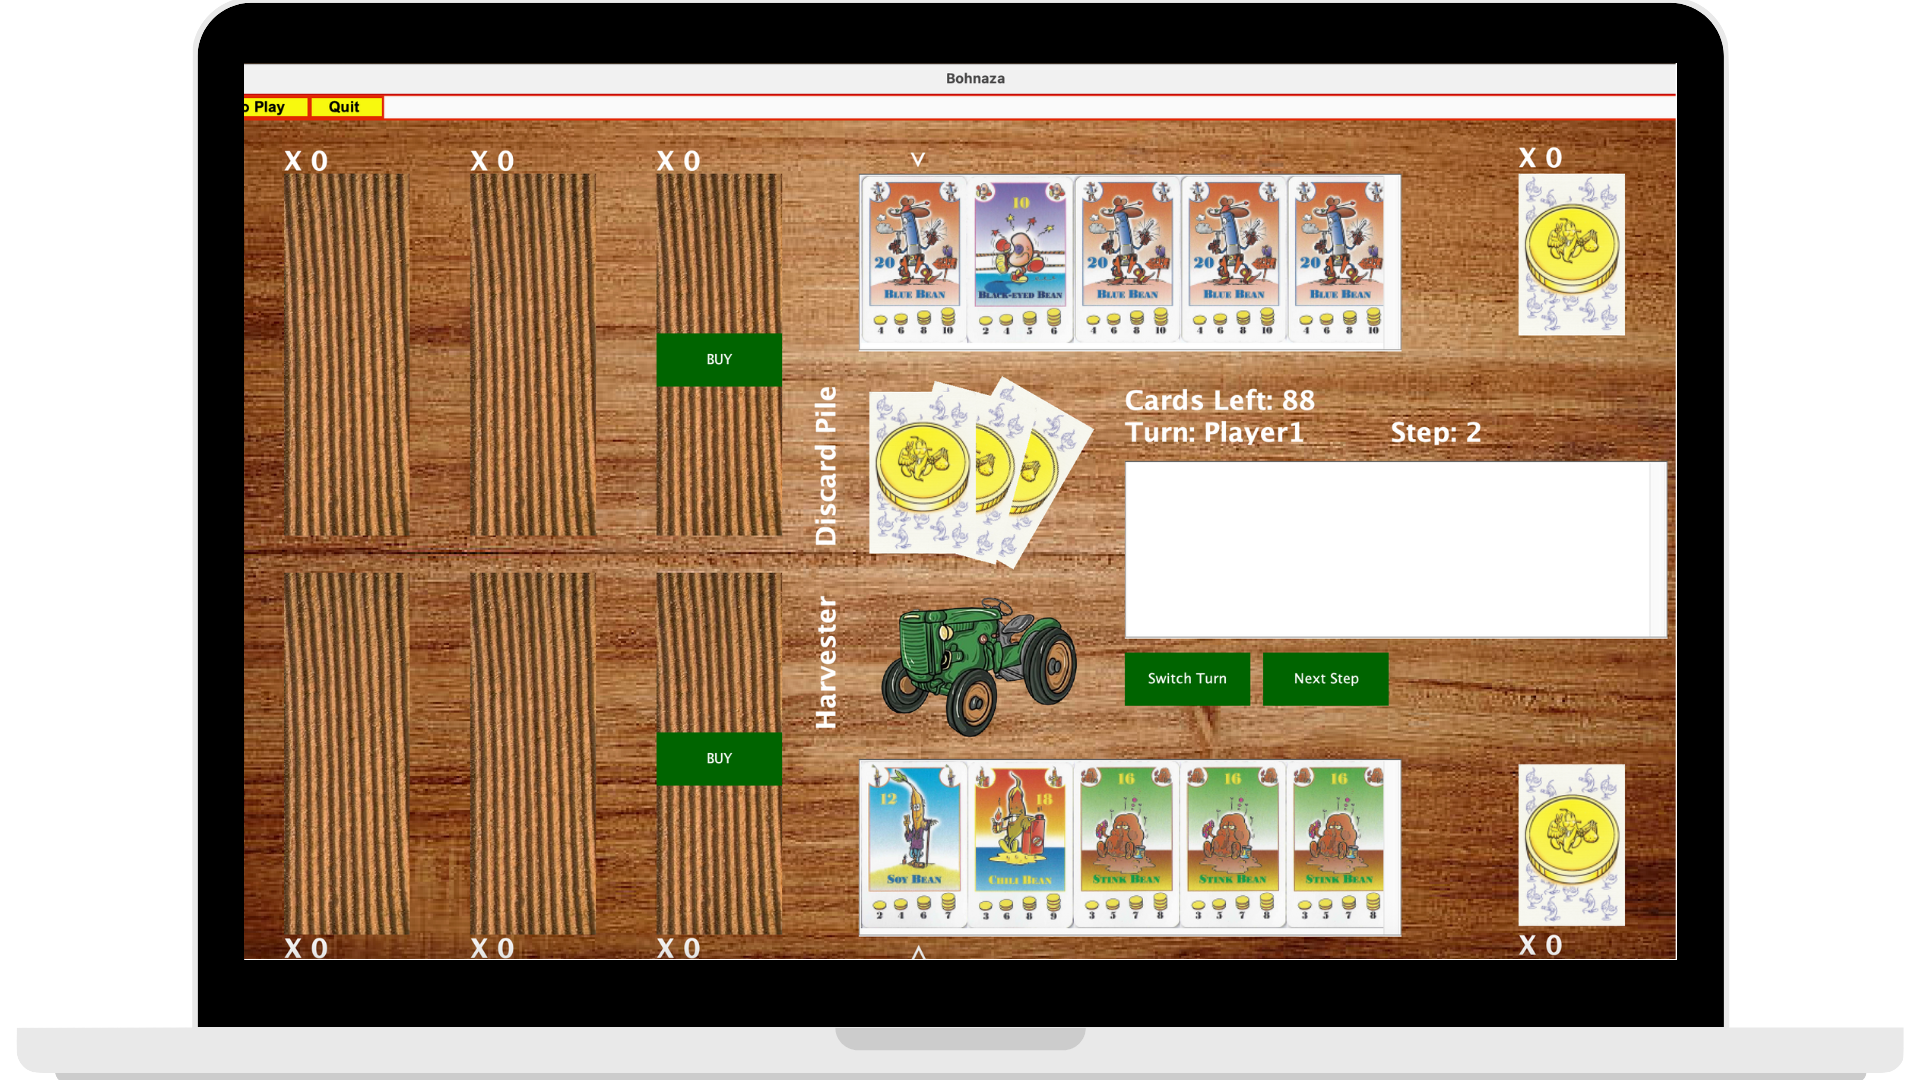 Bohnaza
o Play
Quit
X 0
X 0
X 0
V
X 0
20
BLUE BEAN
4 6 8 10
10
BLACK-EYED BEAN
2 4 5 6
20
BLUE BEAN
4 6 8 10
20
BLUE BEAN
4 6 8 10
20
BLUE BEAN
4 6 8 10
BUY
Discard Pile
Cards Left: 88
Turn: Player1
Step: 2
Harvester
Switch Turn
Next Step
BUY
12
SOY BEAN
2 4 6 7
18
CHILI BEAN
3 6 8 9
16
STINK BEAN
3 5 7 8
16
STINK BEAN
3 5 7 8
16
STINK BEAN
3 5 7 8
X 0
X 0
X 0
X 0